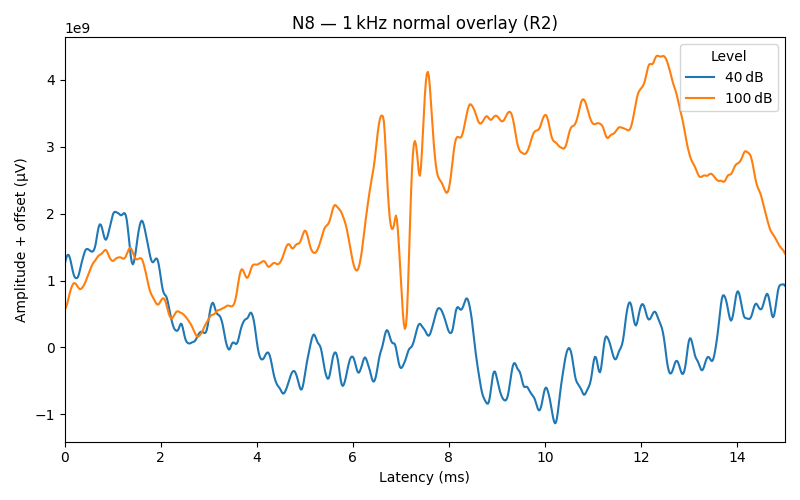 N8 — 1 kHz normal overlay (R2)
1e9
Level
40 dB
100 dB
Amplitude + offset (µV)
4
3
2
1
0
−1
0 2 4 6 8 10 12 14
Latency (ms)